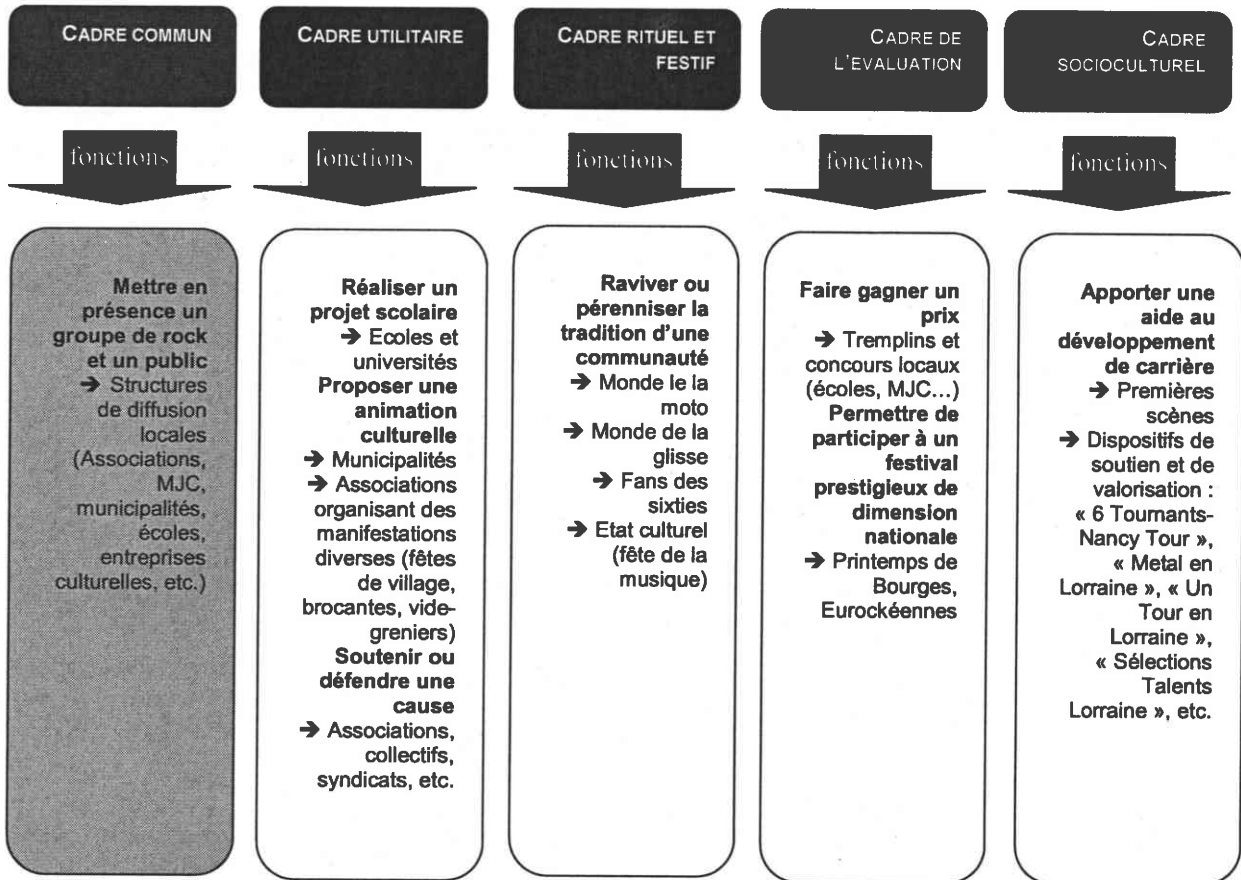 CADRE COMMUN
fonctions
Mettre en
présence un
groupe de rock
et un public
➔ Structures
de diffusion
locales
(Associations,
MJC,
municipalités,
écoles,
entreprises
culturelles, etc.)
CADRE UTILITAIRE
fonctions
Réaliser un
projet scolaire
➔ Ecoles et
universités
Proposer une
animation
culturelle
➔ Municipalités
➔ Associations
organisant des
manifestations
diverses (fêtes
de village,
brocantes, vide-
greniers)
Soutenir ou
défendre une
cause
➔ Associations,
collectifs,
syndicats, etc.
CADRE RITUEL ET
FESTIF
fonctions
Raviver ou
pérenniser la
tradition d'une
communauté
➔ Monde le la
moto
➔ Monde de la
glisse
➔ Fans des
sixties
➔ Etat culturel
(fête de la
musique)
CADRE DE
L'EVALUATION
fonctions
Faire gagner un
prix
➔ Tremplins et
concours locaux
(écoles, MJC...)
Permettre de
participer à un
festival
prestigieux de
dimension
nationale
➔ Printemps de
Bourges,
Eurockéennes
CADRE
SOCIOCULTUREL
fonctions
Apporter une
aide au
développement
de carrière
➔ Premières
scènes
➔ Dispositifs de
soutien et de
valorisation :
« 6 Tournants-
Nancy Tour »,
« Metal en
Lorraine », « Un
Tour en
Lorraine »,
« Sélections
Talents
Lorraine », etc.